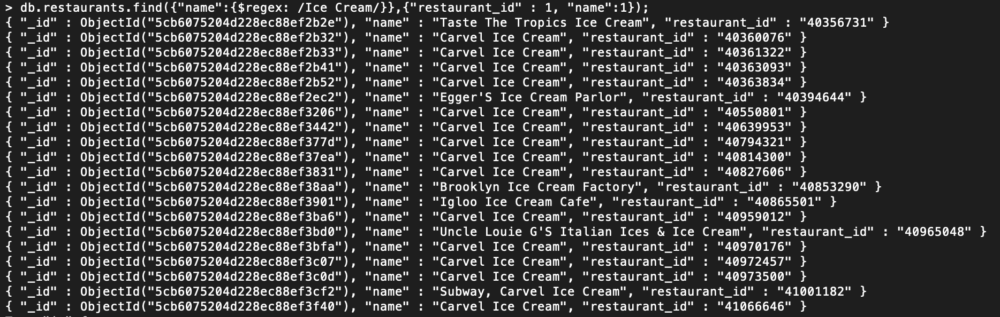 > db.restaurants.find({"name":{$regex: /Ice Cream/}},{"restaurant_id" : 1, "name":1});
{ "_id" : ObjectId("5cb6075204d228ec88ef2b2e"), "name" : "Taste The Tropics Ice Cream", "restaurant_id" : "40356731" }
{ "_id" : ObjectId("5cb6075204d228ec88ef2b32"), "name" : "Carvel Ice Cream", "restaurant_id" : "40360076" }
{ "_id" : ObjectId("5cb6075204d228ec88ef2b33"), "name" : "Carvel Ice Cream", "restaurant_id" : "40361322" }
{ "_id" : ObjectId("5cb6075204d228ec88ef2b41"), "name" : "Carvel Ice Cream", "restaurant_id" : "40363093" }
{ "_id" : ObjectId("5cb6075204d228ec88ef2b52"), "name" : "Carvel Ice Cream", "restaurant_id" : "40363834" }
{ "_id" : ObjectId("5cb6075204d228ec88ef2ec2"), "name" : "Egger'S Ice Cream Parlor", "restaurant_id" : "40394644" }
{ "_id" : ObjectId("5cb6075204d228ec88ef3206"), "name" : "Carvel Ice Cream", "restaurant_id" : "40550801" }
{ "_id" : ObjectId("5cb6075204d228ec88ef3442"), "name" : "Carvel Ice Cream", "restaurant_id" : "40639953" }
{ "_id" : ObjectId("5cb6075204d228ec88ef377d"), "name" : "Carvel Ice Cream", "restaurant_id" : "40794321" }
{ "_id" : ObjectId("5cb6075204d228ec88ef37ea"), "name" : "Carvel Ice Cream", "restaurant_id" : "40814300" }
{ "_id" : ObjectId("5cb6075204d228ec88ef3831"), "name" : "Carvel Ice Cream", "restaurant_id" : "40827606" }
{ "_id" : ObjectId("5cb6075204d228ec88ef38aa"), "name" : "Brooklyn Ice Cream Factory", "restaurant_id" : "40853290" }
{ "_id" : ObjectId("5cb6075204d228ec88ef3901"), "name" : "Igloo Ice Cream Cafe", "restaurant_id" : "40865501" }
{ "_id" : ObjectId("5cb6075204d228ec88ef3ba6"), "name" : "Carvel Ice Cream", "restaurant_id" : "40959012" }
{ "_id" : ObjectId("5cb6075204d228ec88ef3bd0"), "name" : "Uncle Louie G'S Italian Ices & Ice Cream", "restaurant_id" : "40965048" }
{ "_id" : ObjectId("5cb6075204d228ec88ef3bfa"), "name" : "Carvel Ice Cream", "restaurant_id" : "40970176" }
{ "_id" : ObjectId("5cb6075204d228ec88ef3c07"), "name" : "Carvel Ice Cream", "restaurant_id" : "40972457" }
{ "_id" : ObjectId("5cb6075204d228ec88ef3c0d"), "name" : "Carvel Ice Cream", "restaurant_id" : "40973500" }
{ "_id" : ObjectId("5cb6075204d228ec88ef3cf2"), "name" : "Subway, Carvel Ice Cream", "restaurant_id" : "41001182" }
{ "_id" : ObjectId("5cb6075204d228ec88ef3f40"), "name" : "Carvel Ice Cream", "restaurant_id" : "41066646" }